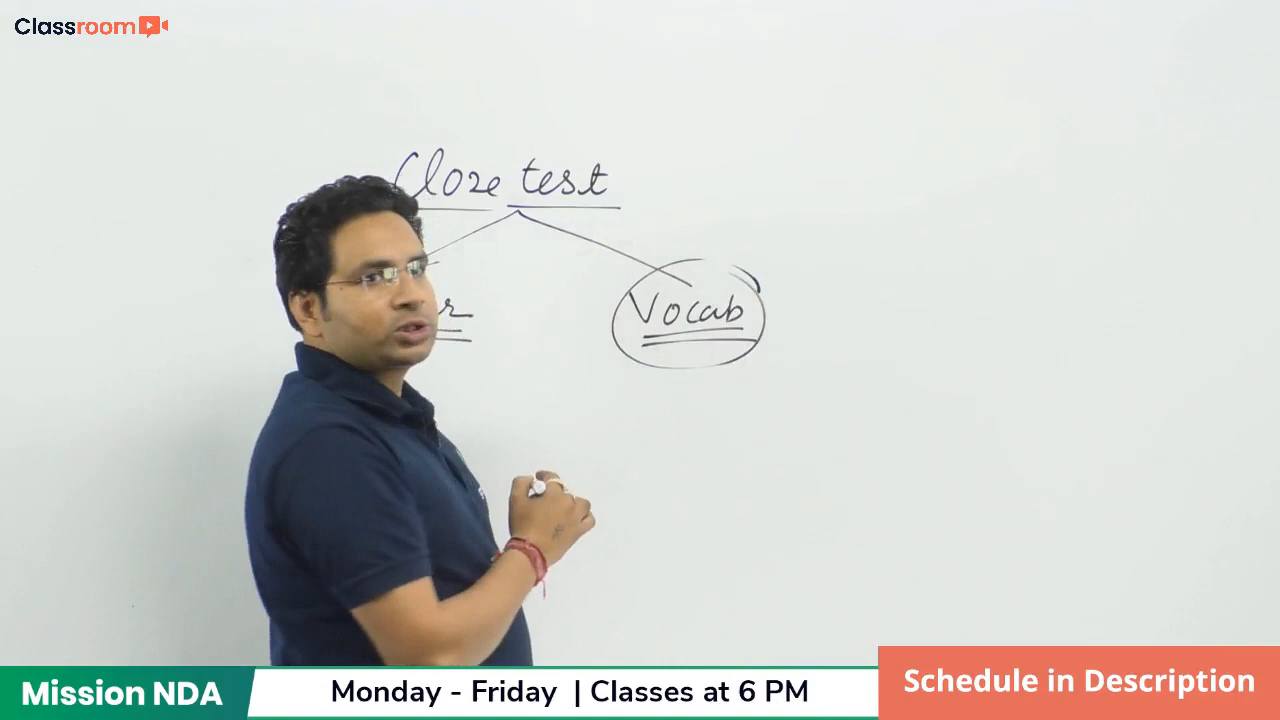 Classroom
Cloze test
Vocab
Mission NDA
Monday - Friday | Classes at 6 PM
Schedule in Description